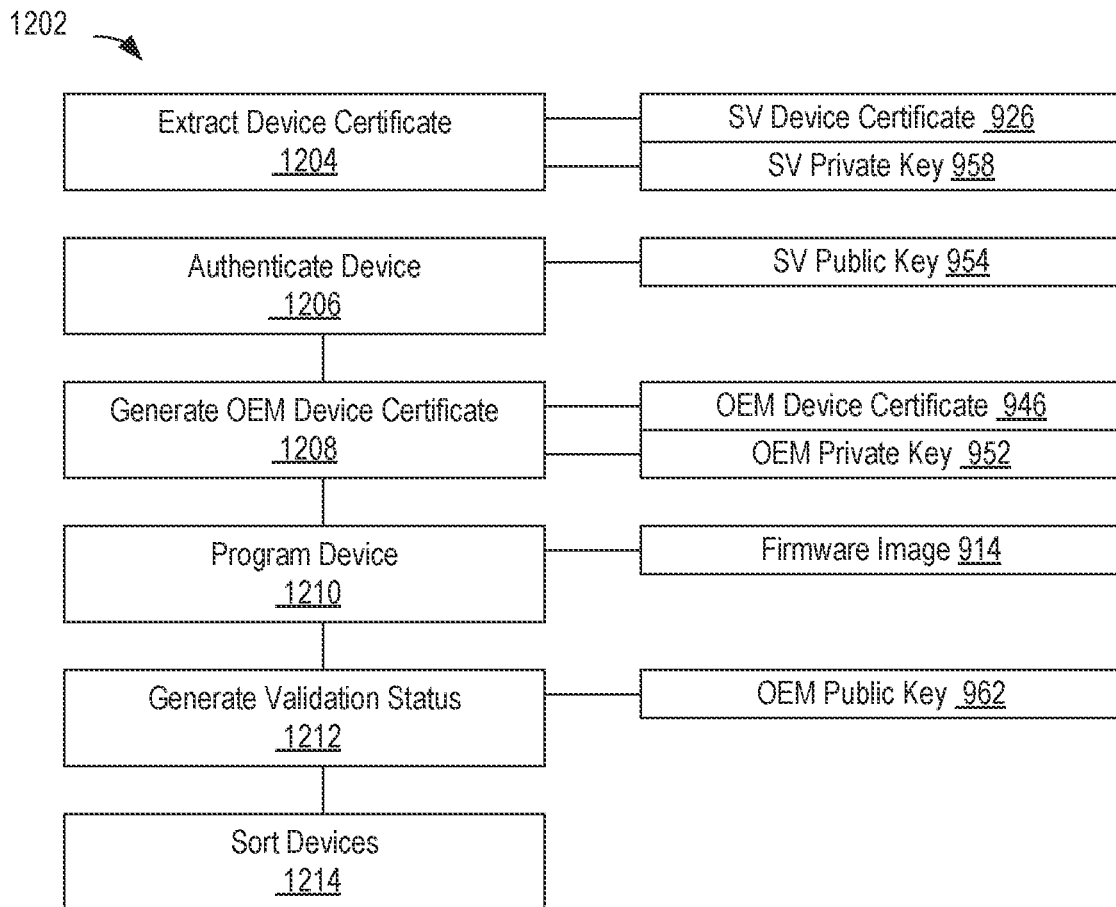 1202
Extract Device Certificate
1204
SV Device Certificate 926
SV Private Key 958
Authenticate Device
1206
SV Public Key 954
Generate OEM Device Certificate
1208
OEM Device Certificate 946
OEM Private Key 952
Program Device
1210
Firmware Image 914
Generate Validation Status
1212
OEM Public Key 962
Sort Devices
1214